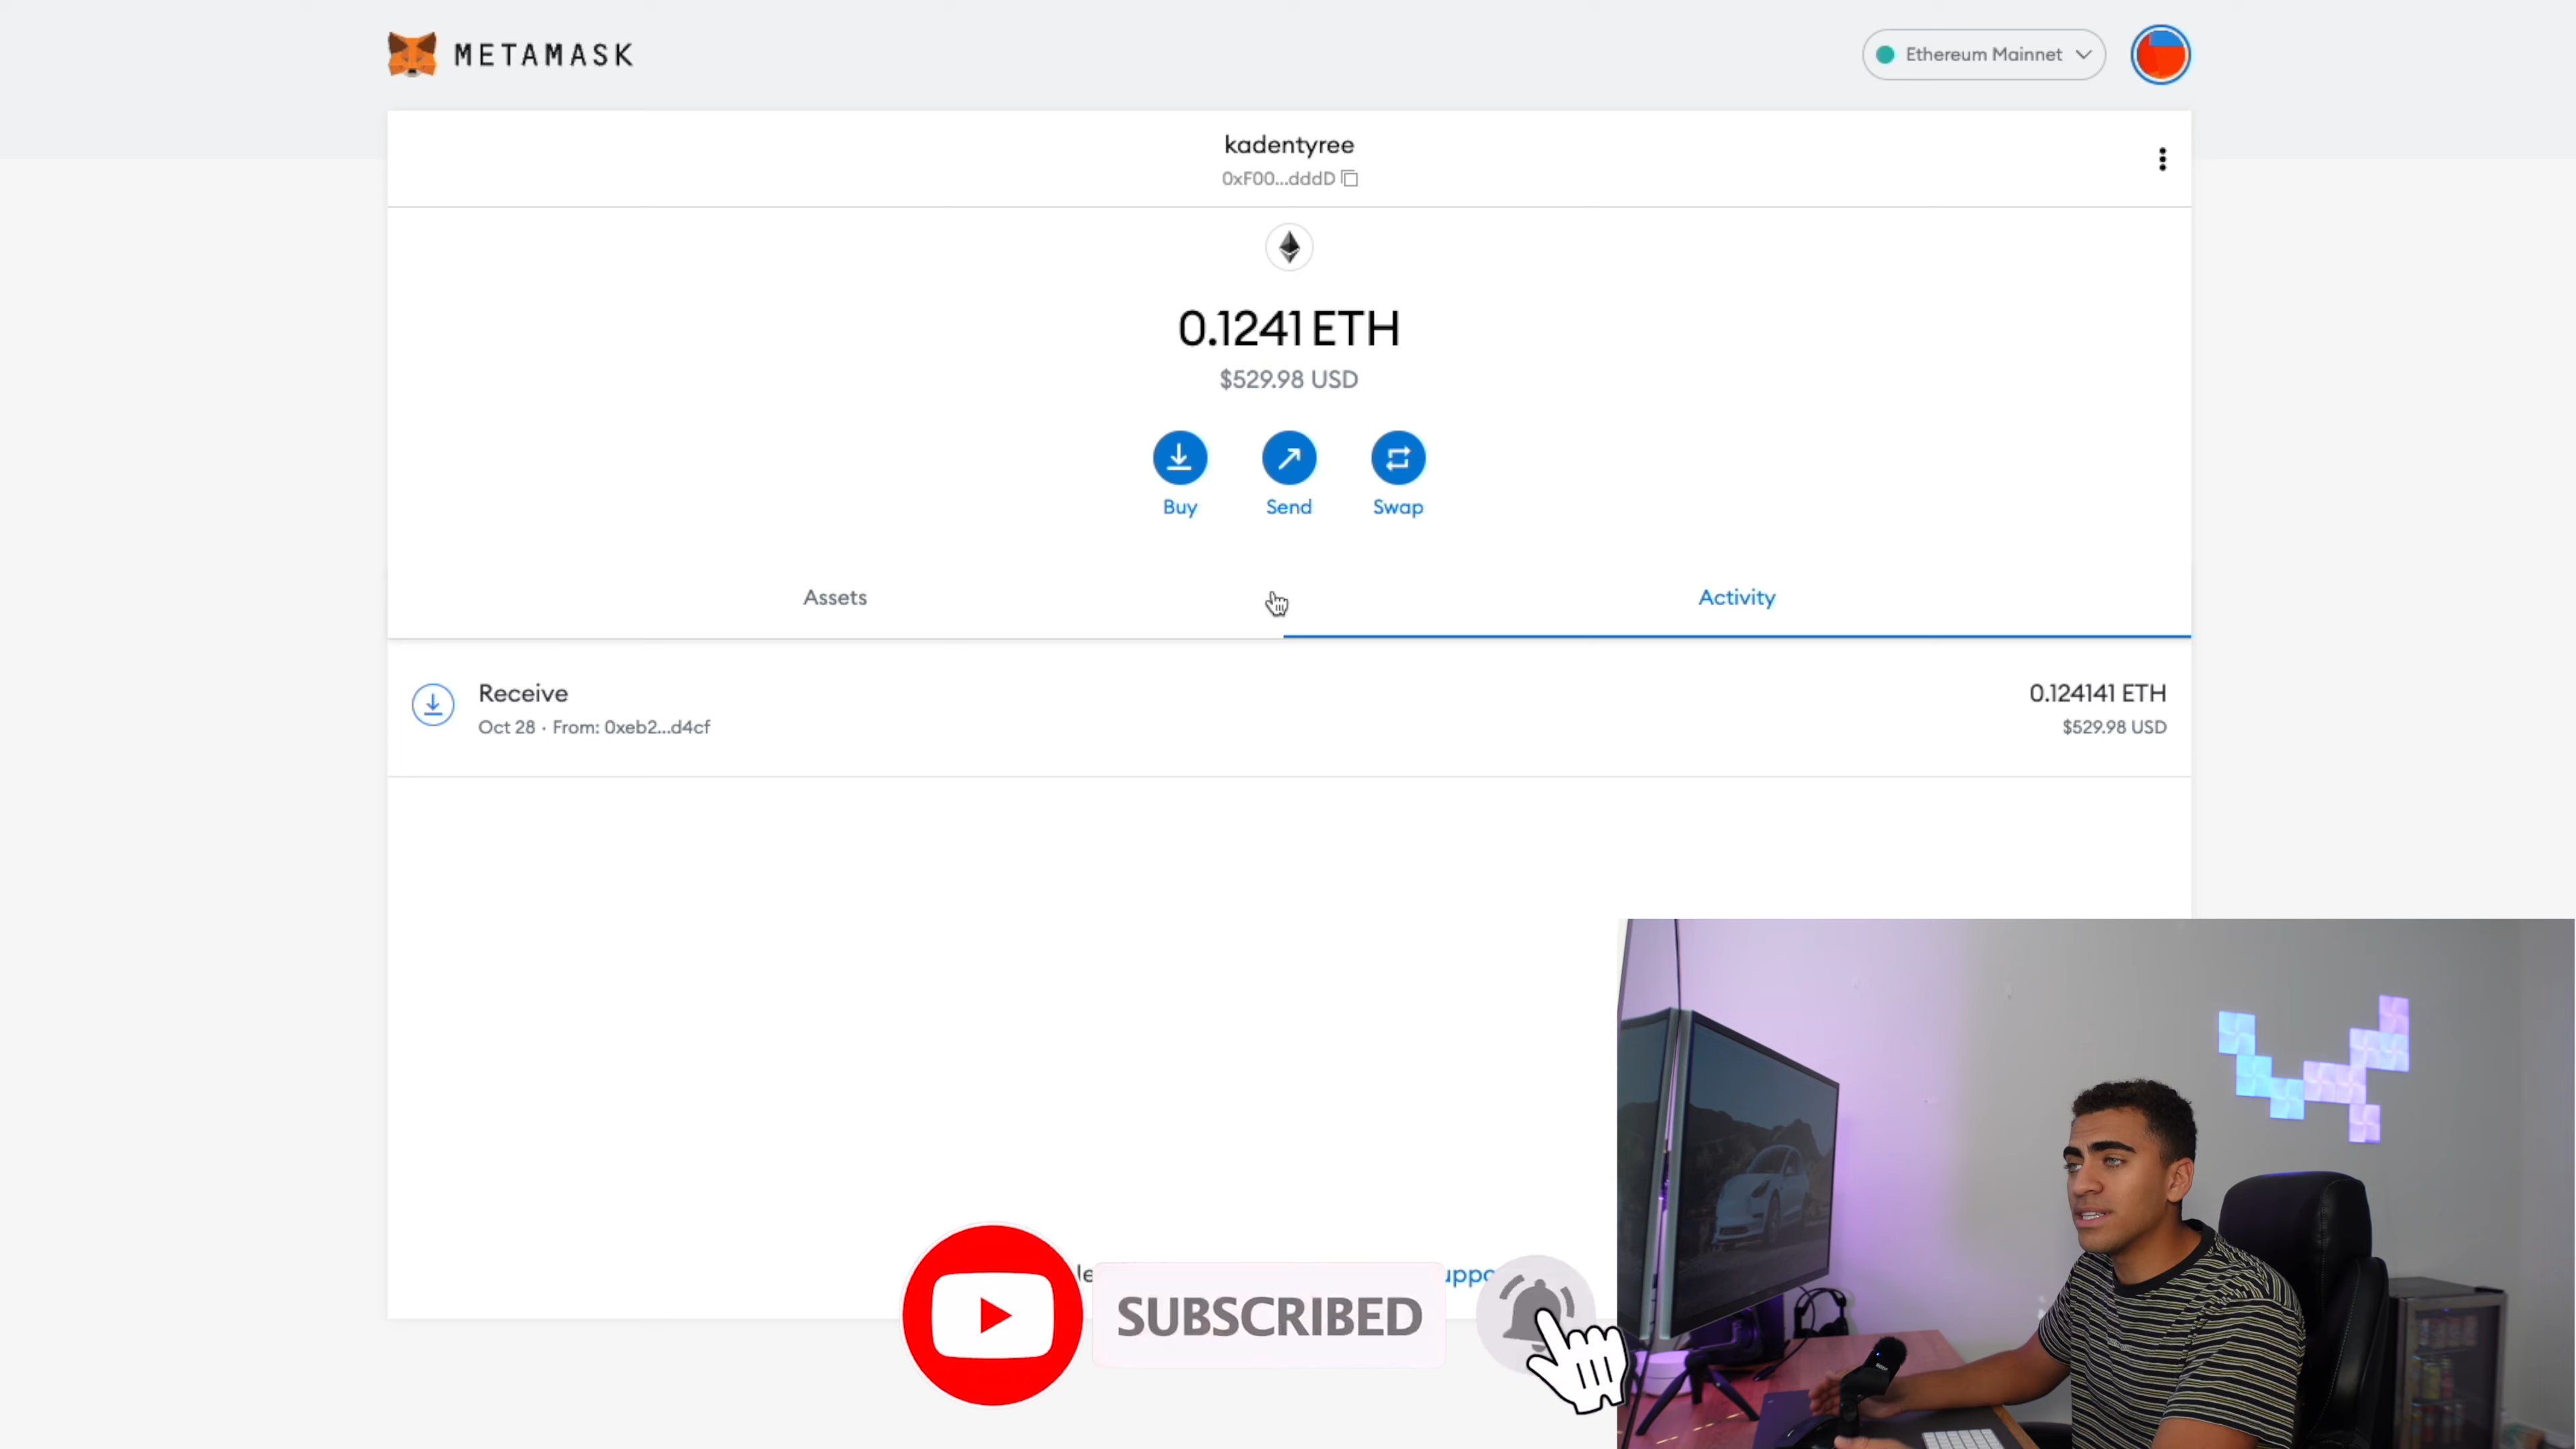 METAMASK
Ethereum Mainnet
kadentyree
0xF00...dddD
0.1241 ETH
$529.98 USD
Buy
Send
Swap
Assets
Activity
Receive
0.124141 ETH
Oct 28 · From: 0xeb2...d4cf
$529.98 USD
SUBSCRIBED